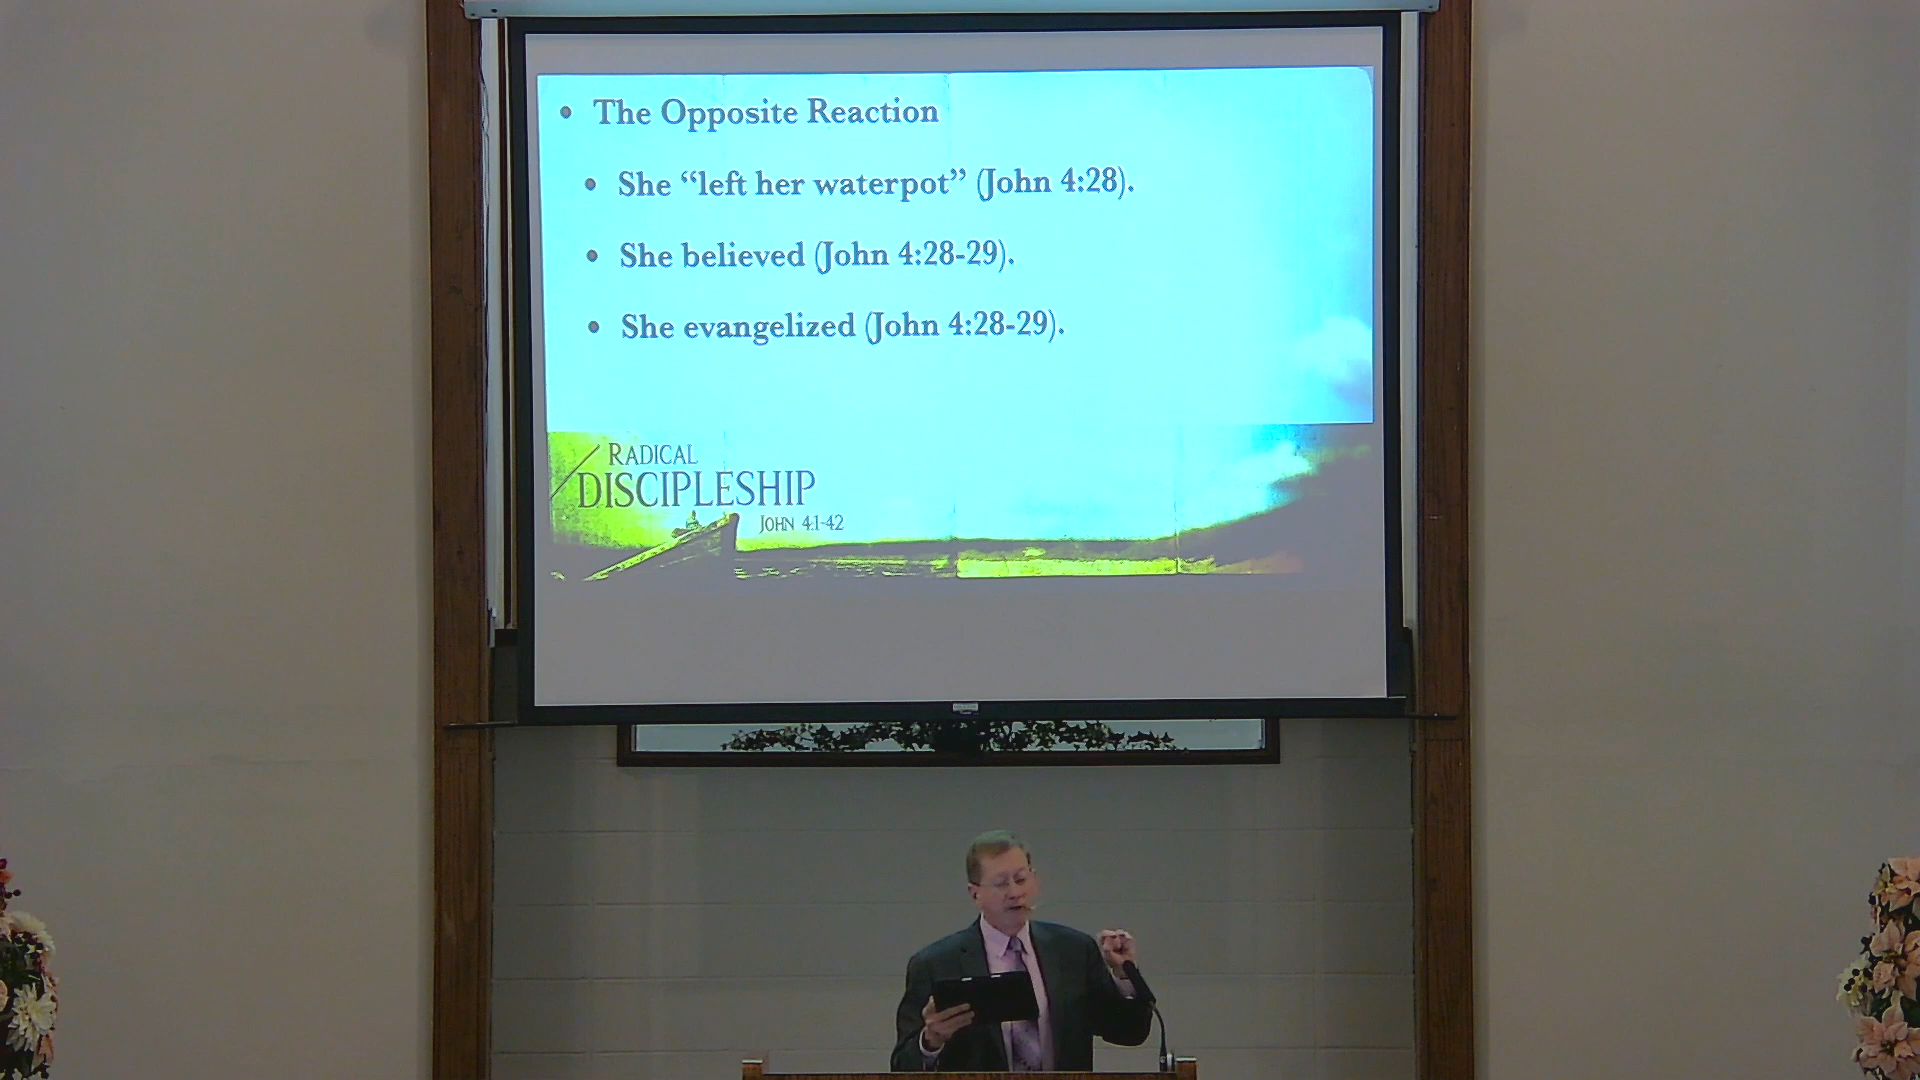 • The Opposite Reaction
• She “left her waterpot” (John 4:28).
• She believed (John 4:28-29).
• She evangelized (John 4:28-29).
RADICAL
DISCIPLESHIP
JOHN 4:1-42